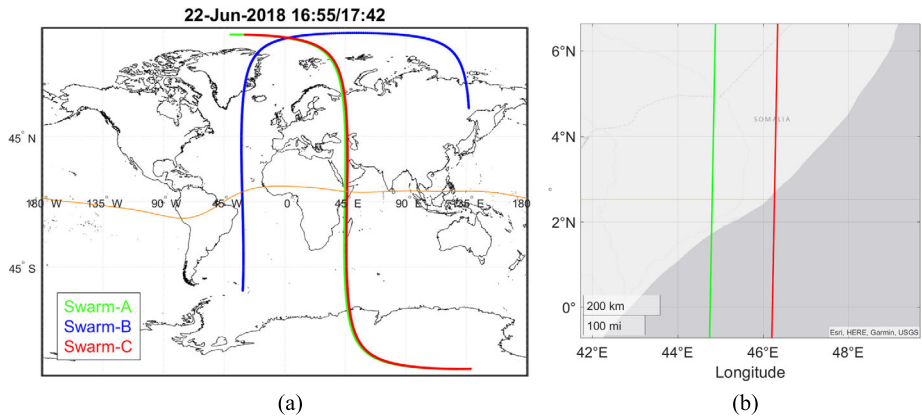 22-Jun-2018 16:55/17:42
45° N
180° W 135° W 90° W 45° W 0° 45° E 90° E 135° E 180°
45° S
Swarm-A
Swarm-B
Swarm-C
(a)
6°N
4°N
2°N
0°
SOMALIA
200 km
100 mi
Esri, HERE, Garmin, USGS
42°E 44°E 46°E 48°E
Longitude
(b)